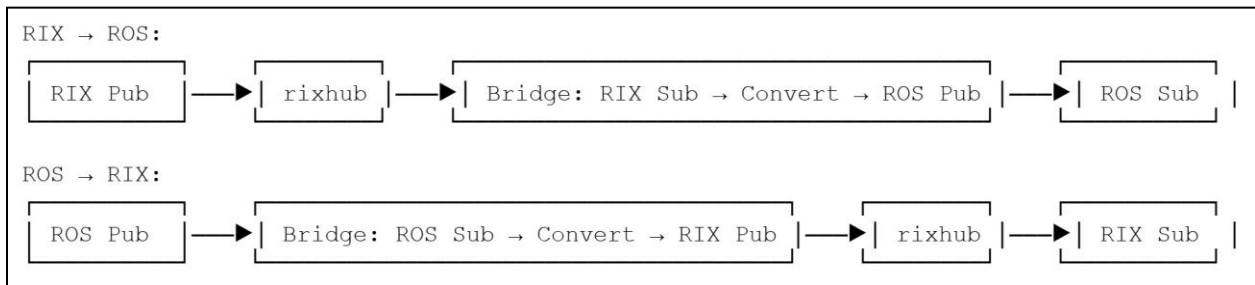 RIX → ROS:
RIX Pub rixhub Bridge: RIX Sub → Convert → ROS Pub ROS Sub
ROS → RIX:
ROS Pub Bridge: ROS Sub → Convert → RIX Pub rixhub RIX Sub